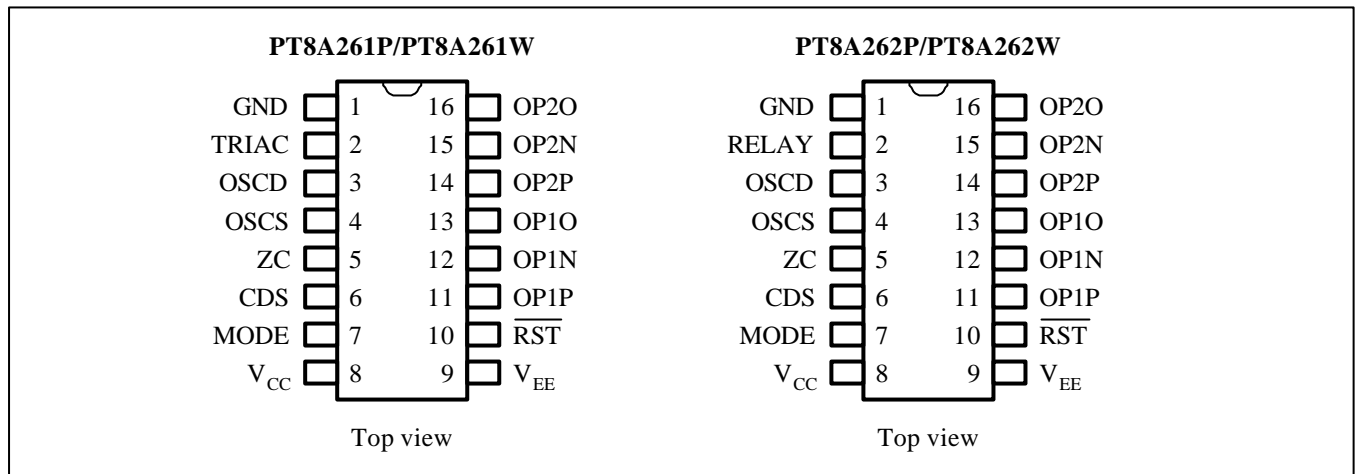 PT8A261P/PT8A261W
GND 1 16 OP2O
TRIAC 2 15 OP2N
OSCD 3 14 OP2P
OSCS 4 13 OP1O
ZC 5 12 OP1N
CDS 6 11 OP1P
MODE 7 10 RST
VCC 8 9 VEE
Top view
PT8A262P/PT8A262W
GND 1 16 OP2O
RELAY 2 15 OP2N
OSCD 3 14 OP2P
OSCS 4 13 OP1O
ZC 5 12 OP1N
CDS 6 11 OP1P
MODE 7 10 RST
VCC 8 9 VEE
Top view